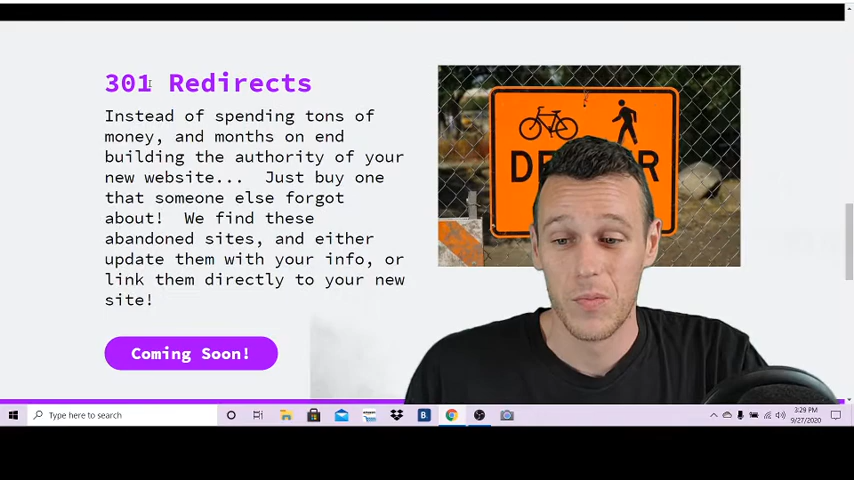 301 Redirects
Instead of spending tons of
money, and months on end
building the authority of your
new website... Just buy one
that someone else forgot
about! We find these
abandoned sites, and either
update them with your info, or
link them directly to your new
site!
Coming Soon!
Type here to search
3:29 PM
9/27/2020